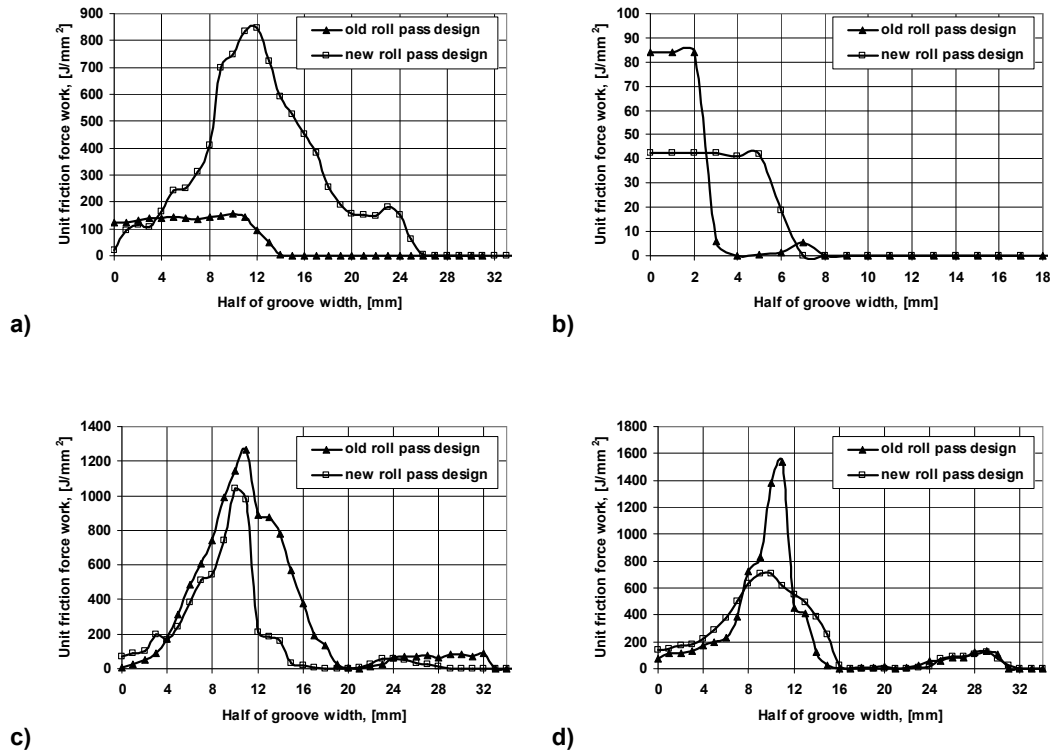 Unit friction force work, [J/mm²]
900
800
700
600
500
400
300
200
100
0
old roll pass design
new roll pass design
0 4 8 12 16 20 24 28 32
Half of groove width, [mm]
a)
Unit friction force work, [J/mm²]
100
90
80
70
60
50
40
30
20
10
0
old roll pass design
new roll pass design
0 2 4 6 8 10 12 14 16 18
Half of groove width, [mm]
b)
Unit friction force work, [J/mm²]
1400
1200
1000
800
600
400
200
0
old roll pass design
new roll pass design
0 4 8 12 16 20 24 28 32
Half of groove width, [mm]
c)
Unit friction force work, [J/mm²]
1800
1600
1400
1200
1000
800
600
400
200
0
old roll pass design
new roll pass design
0 4 8 12 16 20 24 28 32
Half of groove width, [mm]
d)